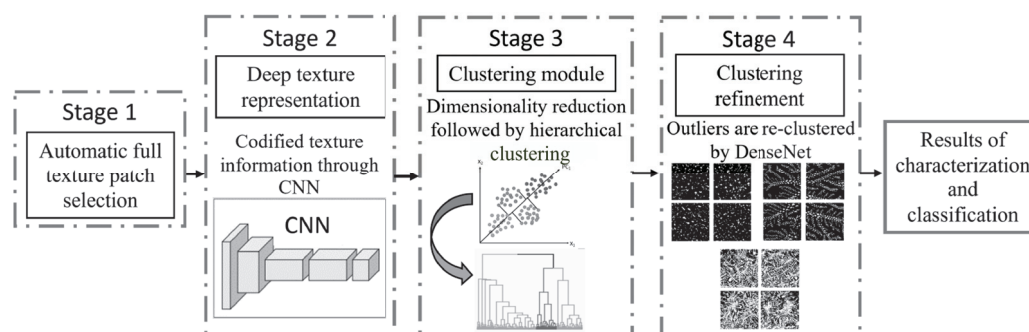 Stage 1
Automatic full
texture patch
selection
Stage 2
Deep texture
representation
Codified texture
information through
CNN
CNN
Stage 3
Clustering module
Dimensionality reduction
followed by hierarchical
clustering
Stage 4
Clustering
refinement
Outliers are re-clustered
by DenseNet
Results of
characterization
and
classification